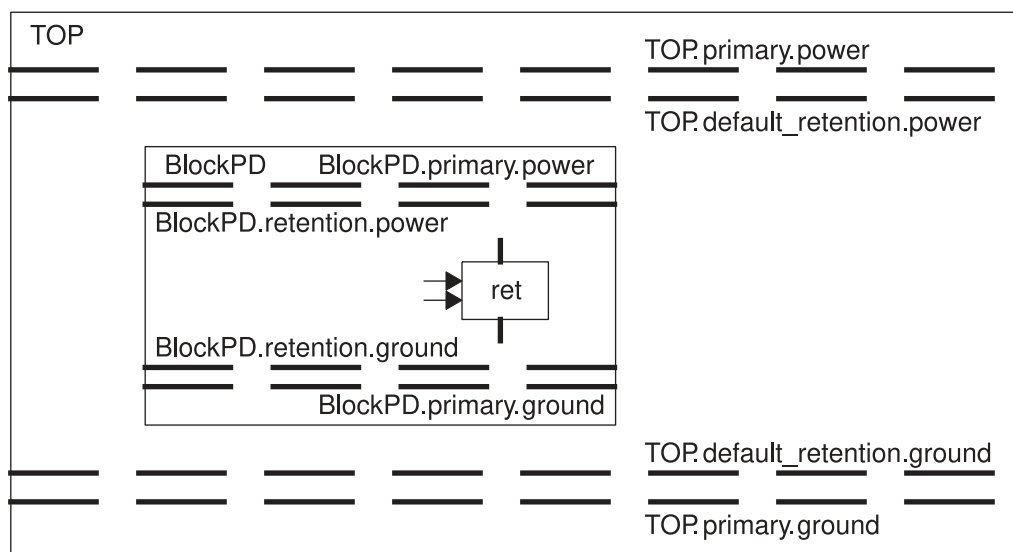 TOP
TOP.primary.power
TOP.default_retention.power
BlockPD BlockPD.primary.power
BlockPD.retention.power
ret
BlockPD.retention.ground
BlockPD.primary.ground
TOP.default_retention.ground
TOP.primary.ground